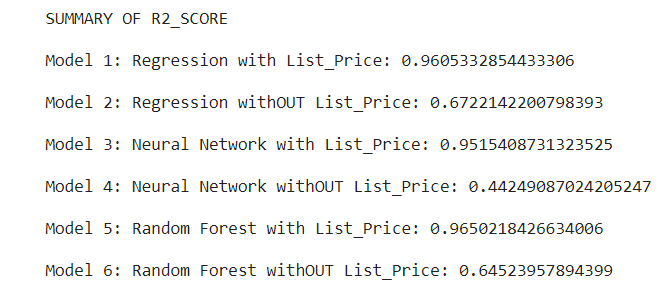 SUMMARY OF R2_SCORE
Model 1: Regression with List_Price: 0.9605332854433306
Model 2: Regression withOUT List_Price: 0.6722142200798393
Model 3: Neural Network with List_Price: 0.9515408731323525
Model 4: Neural Network withOUT List_Price: 0.44249087024205247
Model 5: Random Forest with List_Price: 0.9650218426634006
Model 6: Random Forest withOUT List_Price: 0.64523957894399